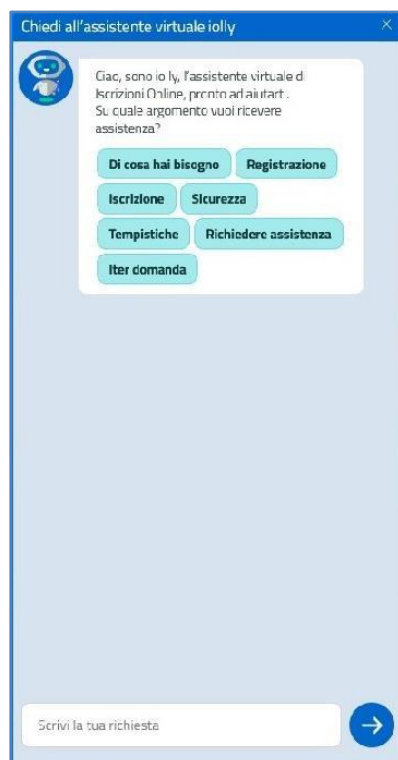 Chiedi all'assistente virtuale iolly
Ciao, sono iolly, l'assistente virtuale di
Iscrizioni Online, pronto ad aiutarti.
Su quale argomento vuoi ricevere
assistenza?
Di cosa hai bisogno
Registrazione
Iscrizione
Sicurezza
Tempistiche
Richiedere assistenza
Iter domanda
Scrivi la tua richiesta